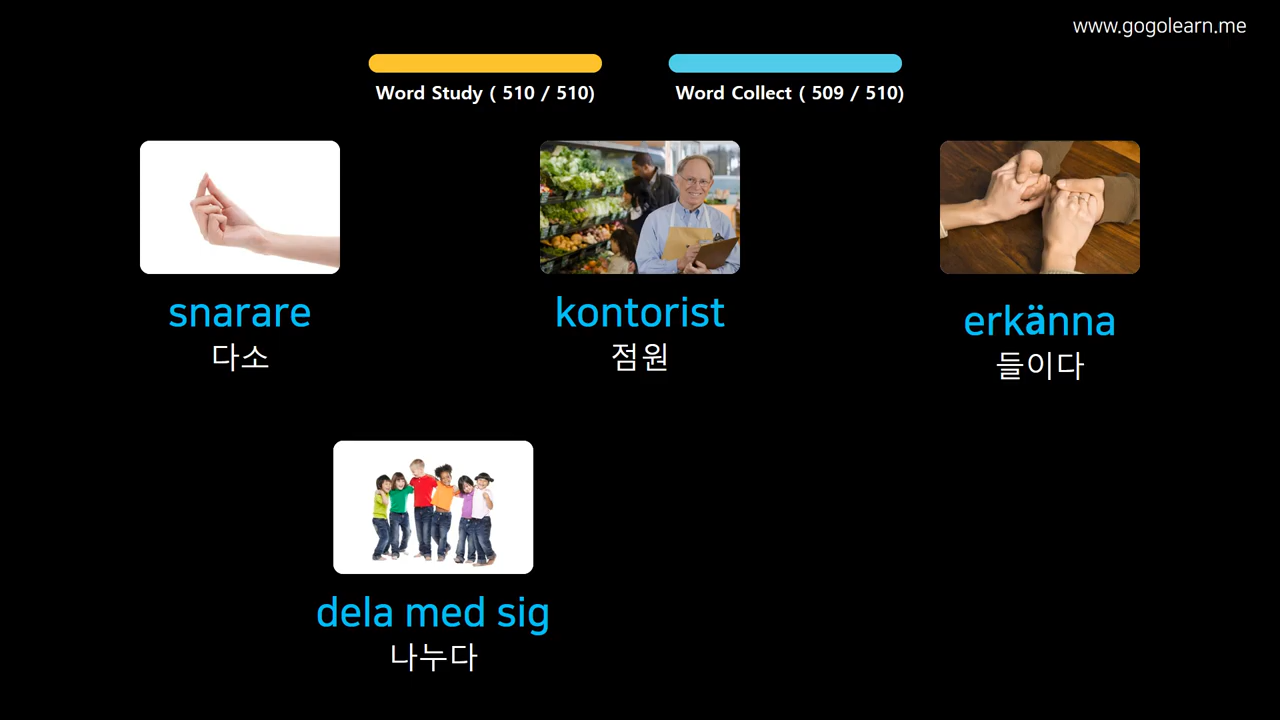 www.gogolearn.me
Word Study ( 510 / 510)
Word Collect ( 509 / 510)
snarare
다소
kontorist
점원
erkänna
들이다
dela med sig
나누다